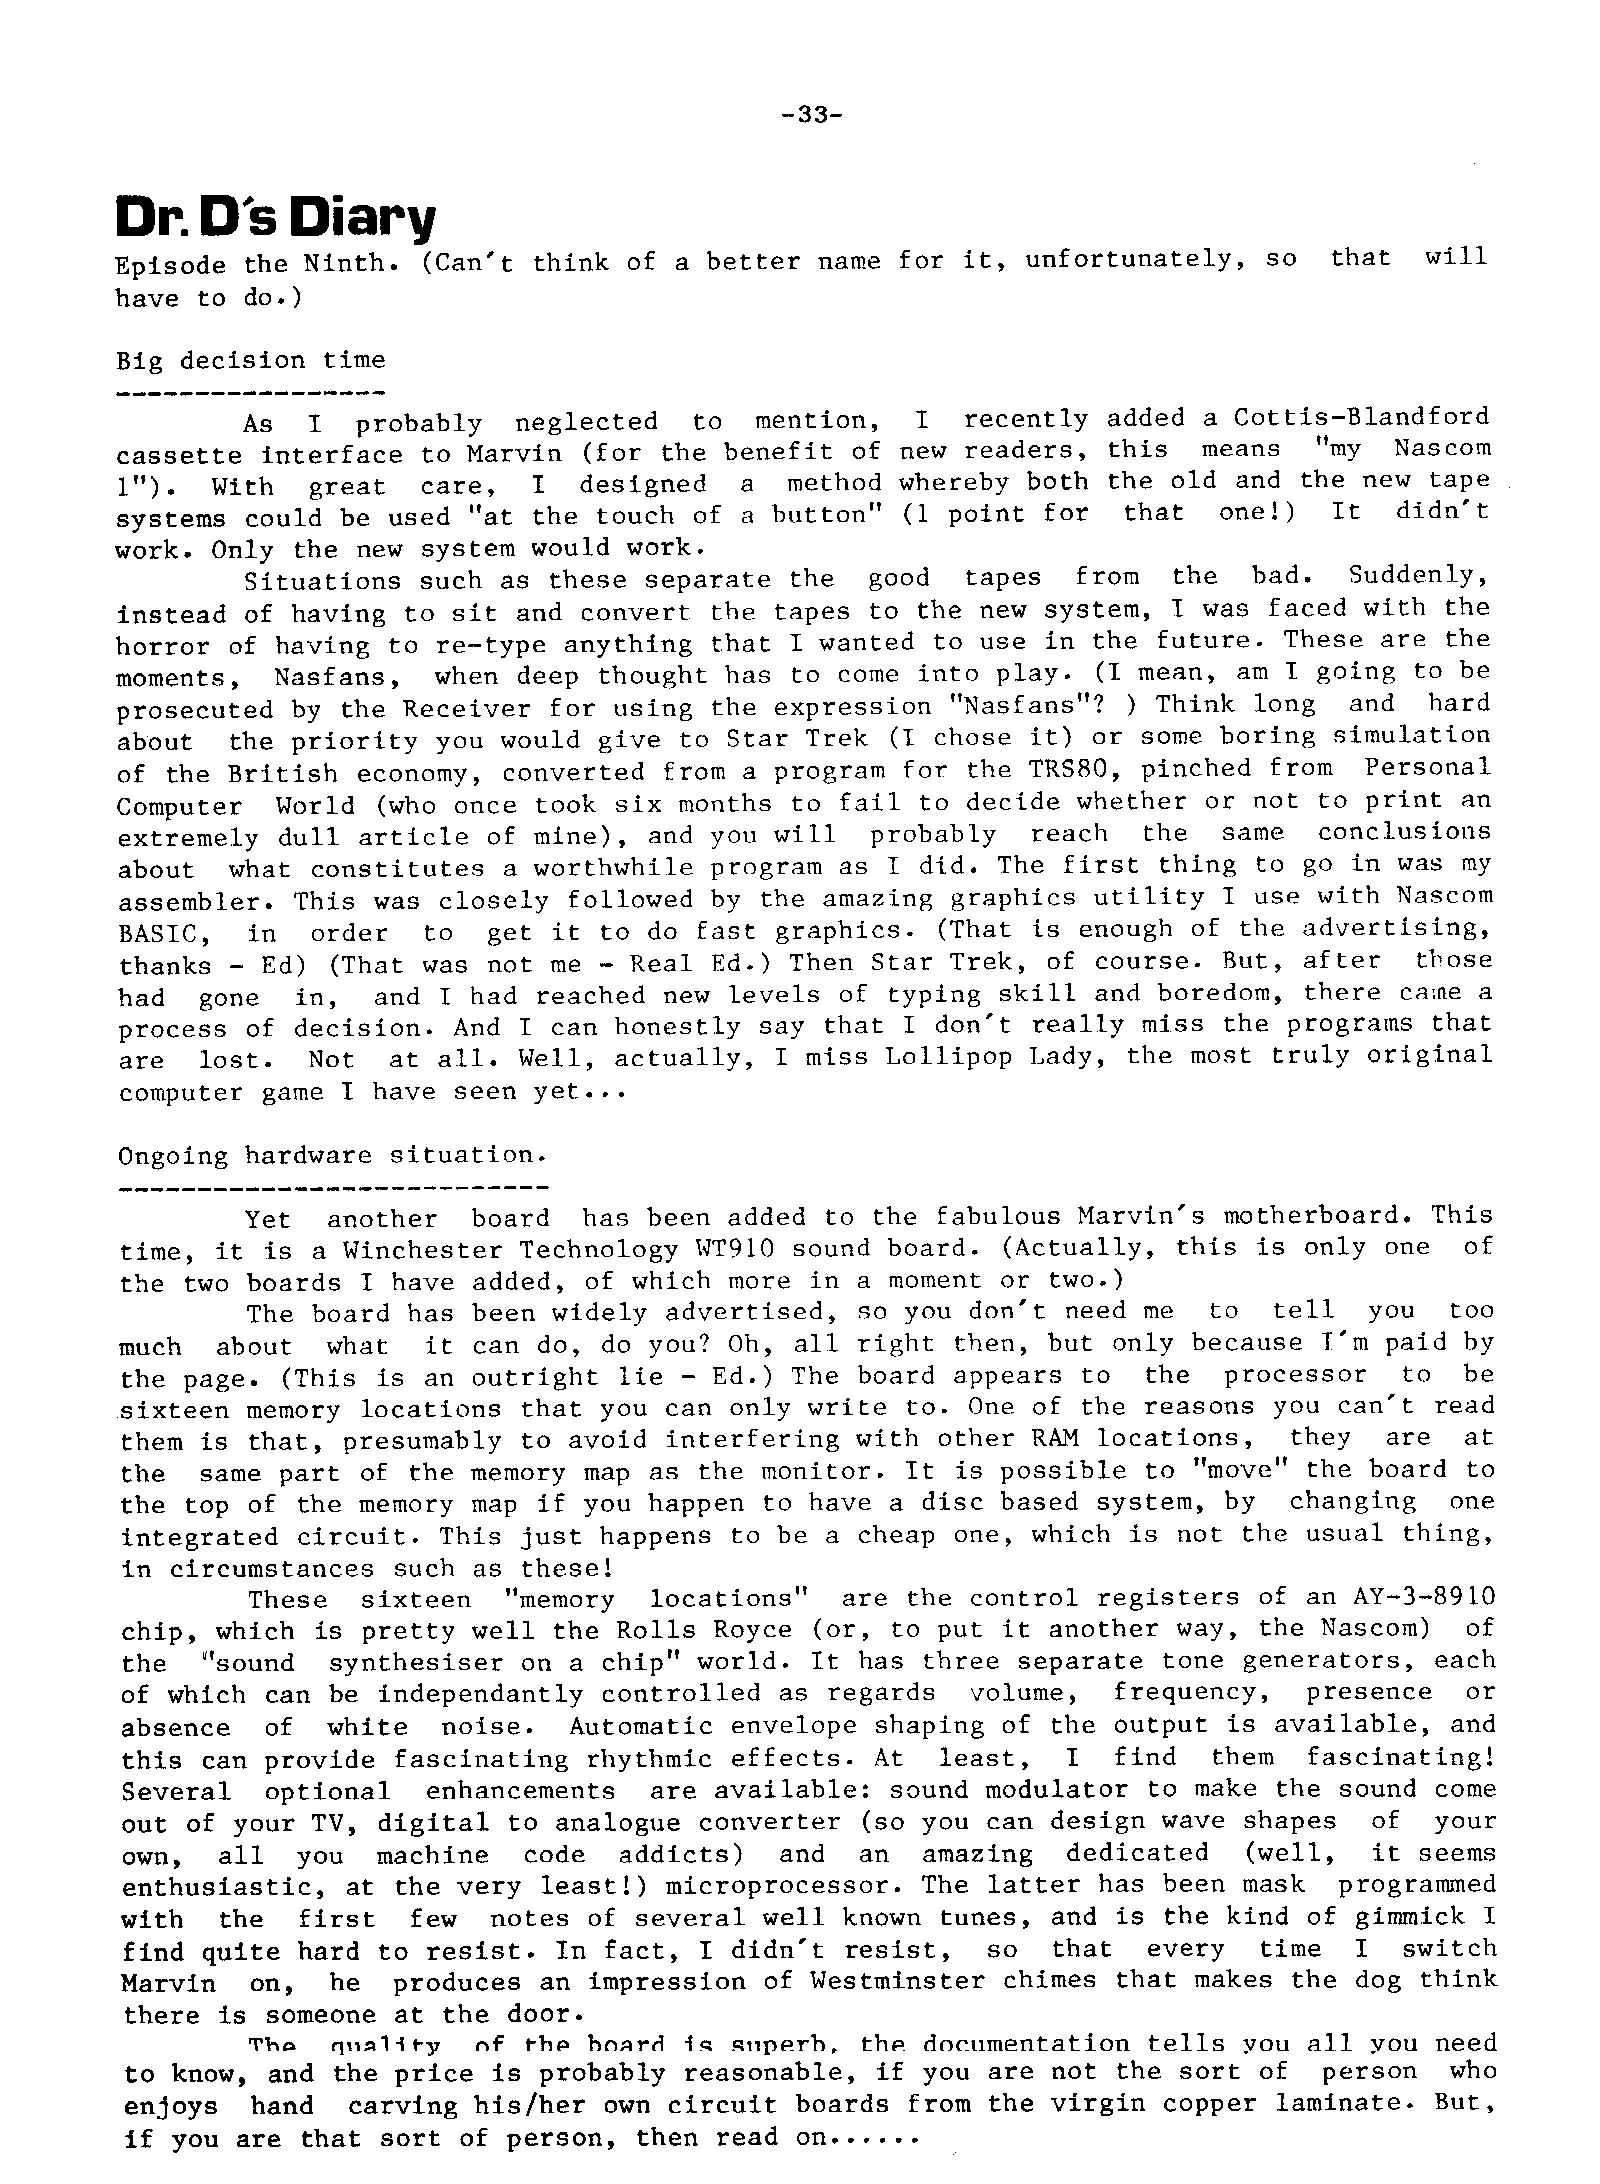 -33-
Dr. D's Diary
Episode the Ninth. (Can't think of a better name for it, unfortunately, so that will
have to do.)
Big decision time
-----------------
As I probably neglected to mention, I recently added a Cottis-Blandford
cassette interface to Marvin (for the benefit of new readers, this means "my Nascom
1"). With great care, I designed a method whereby both the old and the new tape
systems could be used "at the touch of a button" (1 point for that one!) It didn't
work. Only the new system would work.
Situations such as these separate the good tapes from the bad. Suddenly,
instead of having to sit and convert the tapes to the new system, I was faced with the
horror of having to re-type anything that I wanted to use in the future. These are the
moments, Nasfans, when deep thought has to come into play. (I mean, am I going to be
prosecuted by the Receiver for using the expression "Nasfans"? ) Think long and hard
about the priority you would give to Star Trek (I chose it) or some boring simulation
of the British economy, converted from a program for the TRS80, pinched from Personal
Computer World (who once took six months to fail to decide whether or not to print an
extremely dull article of mine), and you will probably reach the same conclusions
about what constitutes a worthwhile program as I did. The first thing to go in was my
assembler. This was closely followed by the amazing graphics utility I use with Nascom
BASIC, in order to get it to do fast graphics. (That is enough of the advertising,
thanks - Ed) (That was not me - Real Ed.) Then Star Trek, of course. But, after those
had gone in, and I had reached new levels of typing skill and boredom, there came a
process of decision. And I can honestly say that I don't really miss the programs that
are lost. Not at all. Well, actually, I miss Lollipop Lady, the most truly original
computer game I have seen yet...
Ongoing hardware situation.
---------------------------
Yet another board has been added to the fabulous Marvin's motherboard. This
time, it is a Winchester Technology WT910 sound board. (Actually, this is only one of
the two boards I have added, of which more in a moment or two.)
The board has been widely advertised, so you don't need me to tell you too
much about what it can do, do you? Oh, all right then, but only because I'm paid by
the page. (This is an outright lie - Ed.) The board appears to the processor to be
sixteen memory locations that you can only write to. One of the reasons you can't read
them is that, presumably to avoid interfering with other RAM locations, they are at
the same part of the memory map as the monitor. It is possible to "move" the board to
the top of the memory map if you happen to have a disc based system, by changing one
integrated circuit. This just happens to be a cheap one, which is not the usual thing,
in circumstances such as these!
These sixteen "memory locations" are the control registers of an AY-3-8910
chip, which is pretty well the Rolls Royce (or, to put it another way, the Nascom) of
the "sound synthesiser on a chip" world. It has three separate tone generators, each
of which can be independantly controlled as regards volume, frequency, presence or
absence of white noise. Automatic envelope shaping of the output is available, and
this can provide fascinating rhythmic effects. At least, I find them fascinating!
Several optional enhancements are available: sound modulator to make the sound come
out of your TV, digital to analogue converter (so you can design wave shapes of your
own, all you machine code addicts) and an amazing dedicated (well, it seems
enthusiastic, at the very least!) microprocessor. The latter has been mask programmed
with the first few notes of several well known tunes, and is the kind of gimmick I
find quite hard to resist. In fact, I didn't resist, so that every time I switch
Marvin on, he produces an impression of Westminster chimes that makes the dog think
there is someone at the door.
The quality of the board is superb, the documentation tells you all you need
to know, and the price is probably reasonable, if you are not the sort of person who
enjoys hand carving his/her own circuit boards from the virgin copper laminate. But,
if you are that sort of person, then read on......